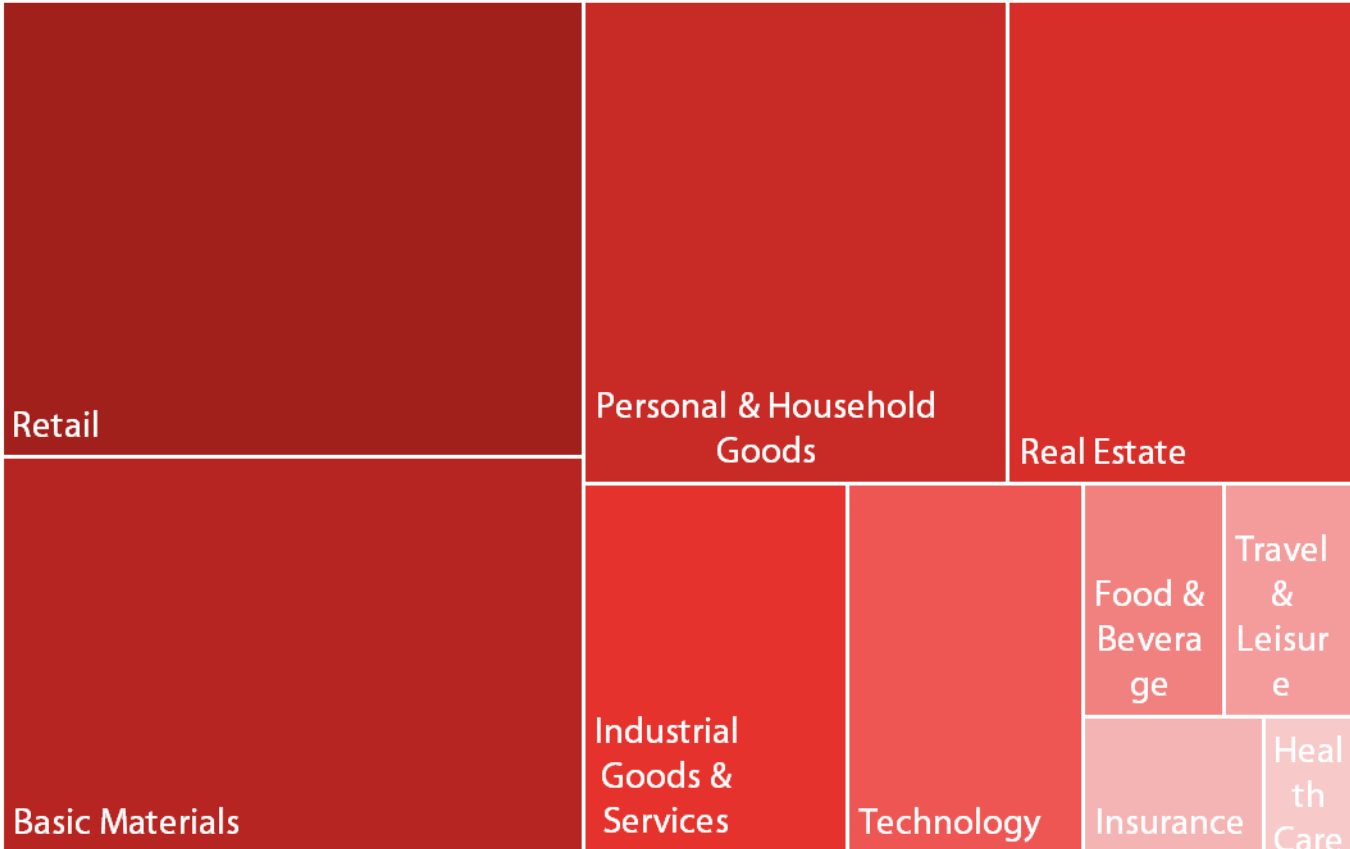 Retail
Personal & Household
Goods
Real Estate
Basic Materials
Industrial
Goods &
Services
Technology
Food &
Bevera
ge
Travel
&
Leisur
e
Insurance
Heal
th
Care